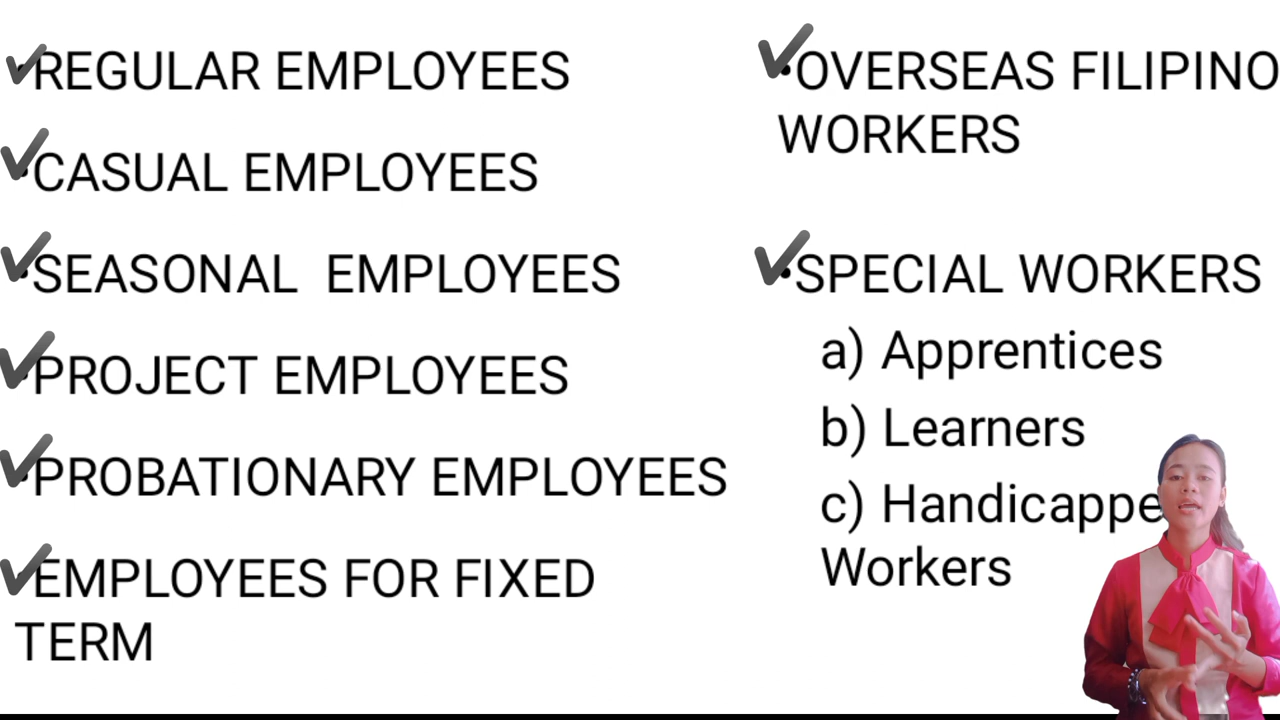 •REGULAR EMPLOYEES
•CASUAL EMPLOYEES
•SEASONAL  EMPLOYEES
•PROJECT EMPLOYEES
•PROBATIONARY EMPLOYEES
•EMPLOYEES FOR FIXED
TERM
•OVERSEAS FILIPINO
WORKERS
•SPECIAL WORKERS
a) Apprentices
b) Learners
c) Handicappe
Workers